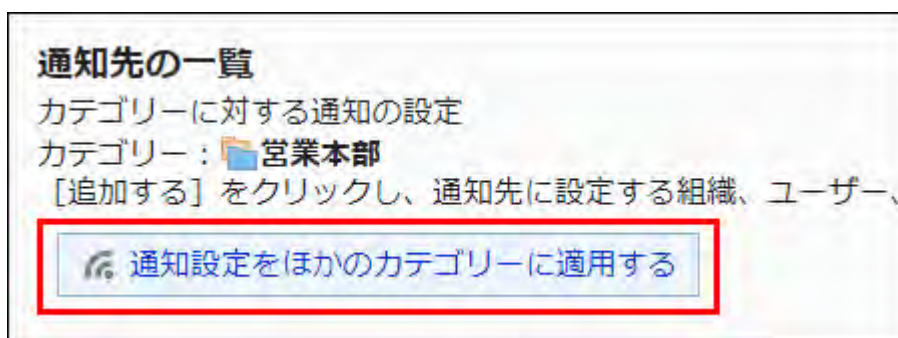 通知先の一覧
カテゴリーに対する通知の設定
カテゴリー：営業本部
［追加する］をクリックし、通知先に設定する組織、ユーザー、
通知設定をほかのカテゴリーに適用する